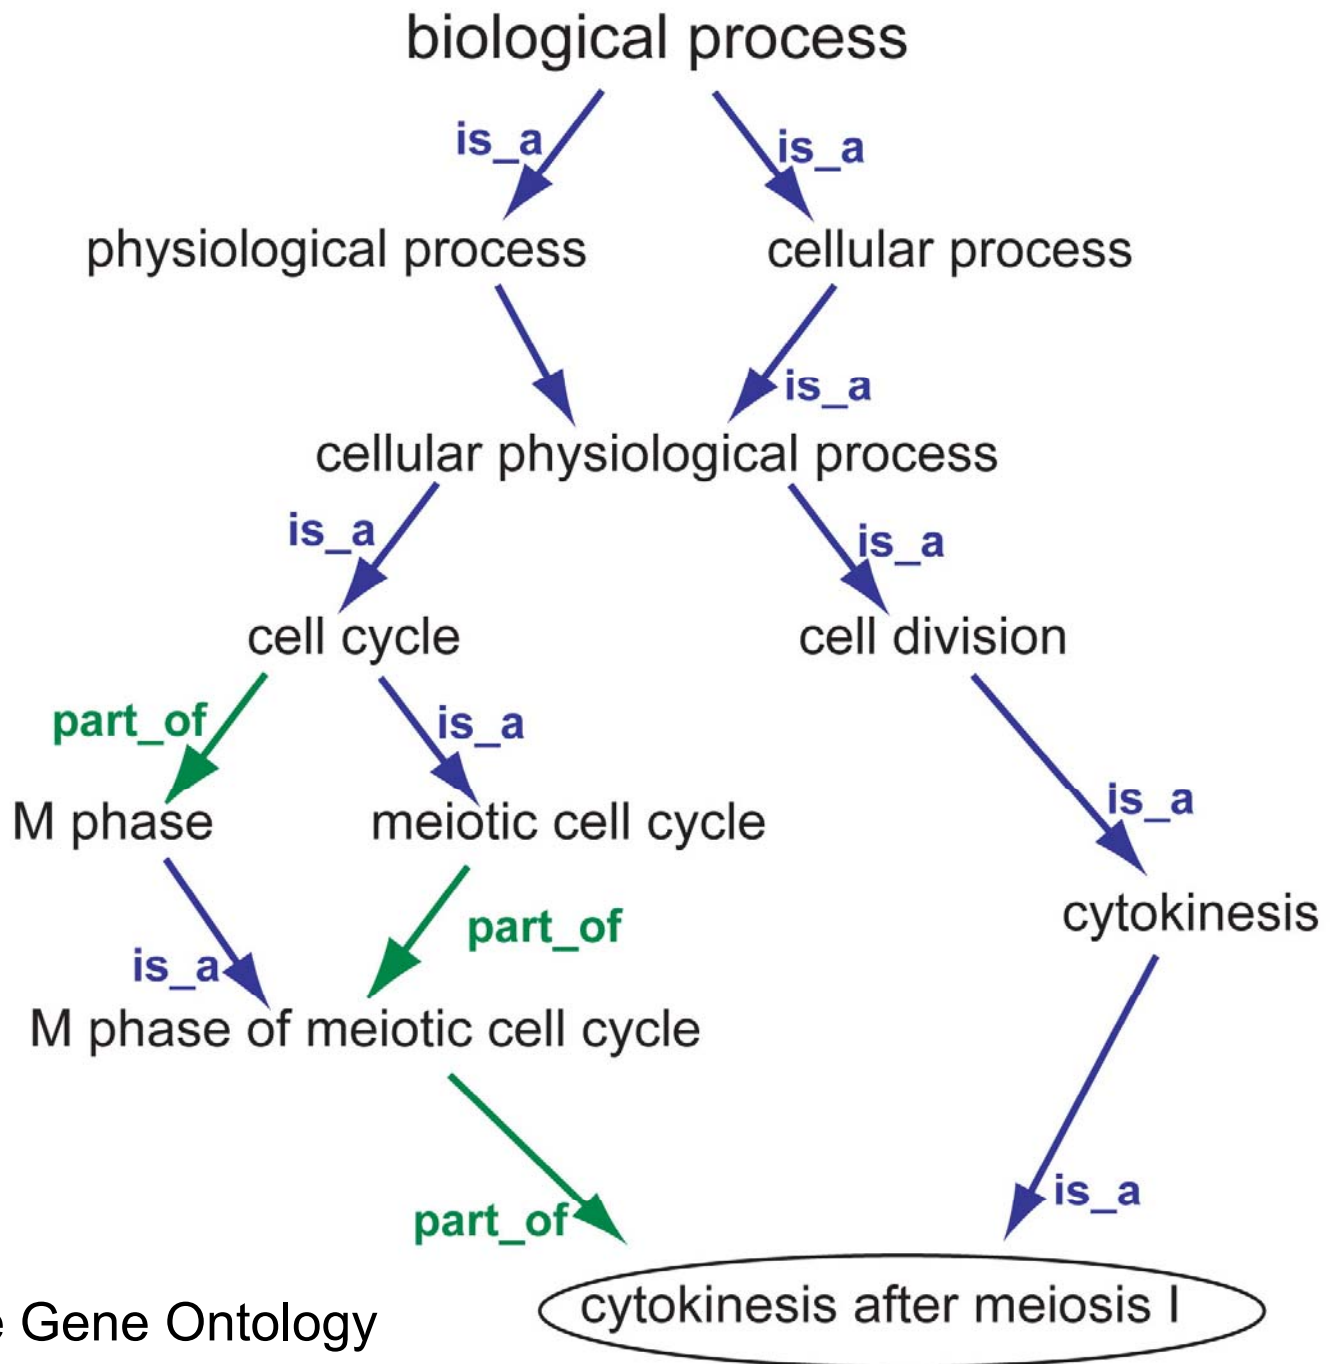 biological process
is_a
is_a
physiological process
cellular process
is_a
cellular physiological process
is_a
is_a
cell cycle
cell division
part_of
is_a
is_a
M phase
meiotic cell cycle
cytokinesis
part_of
is_a
M phase of meiotic cell cycle
is_a
part_of
cytokinesis after meiosis I
e Gene Ontology